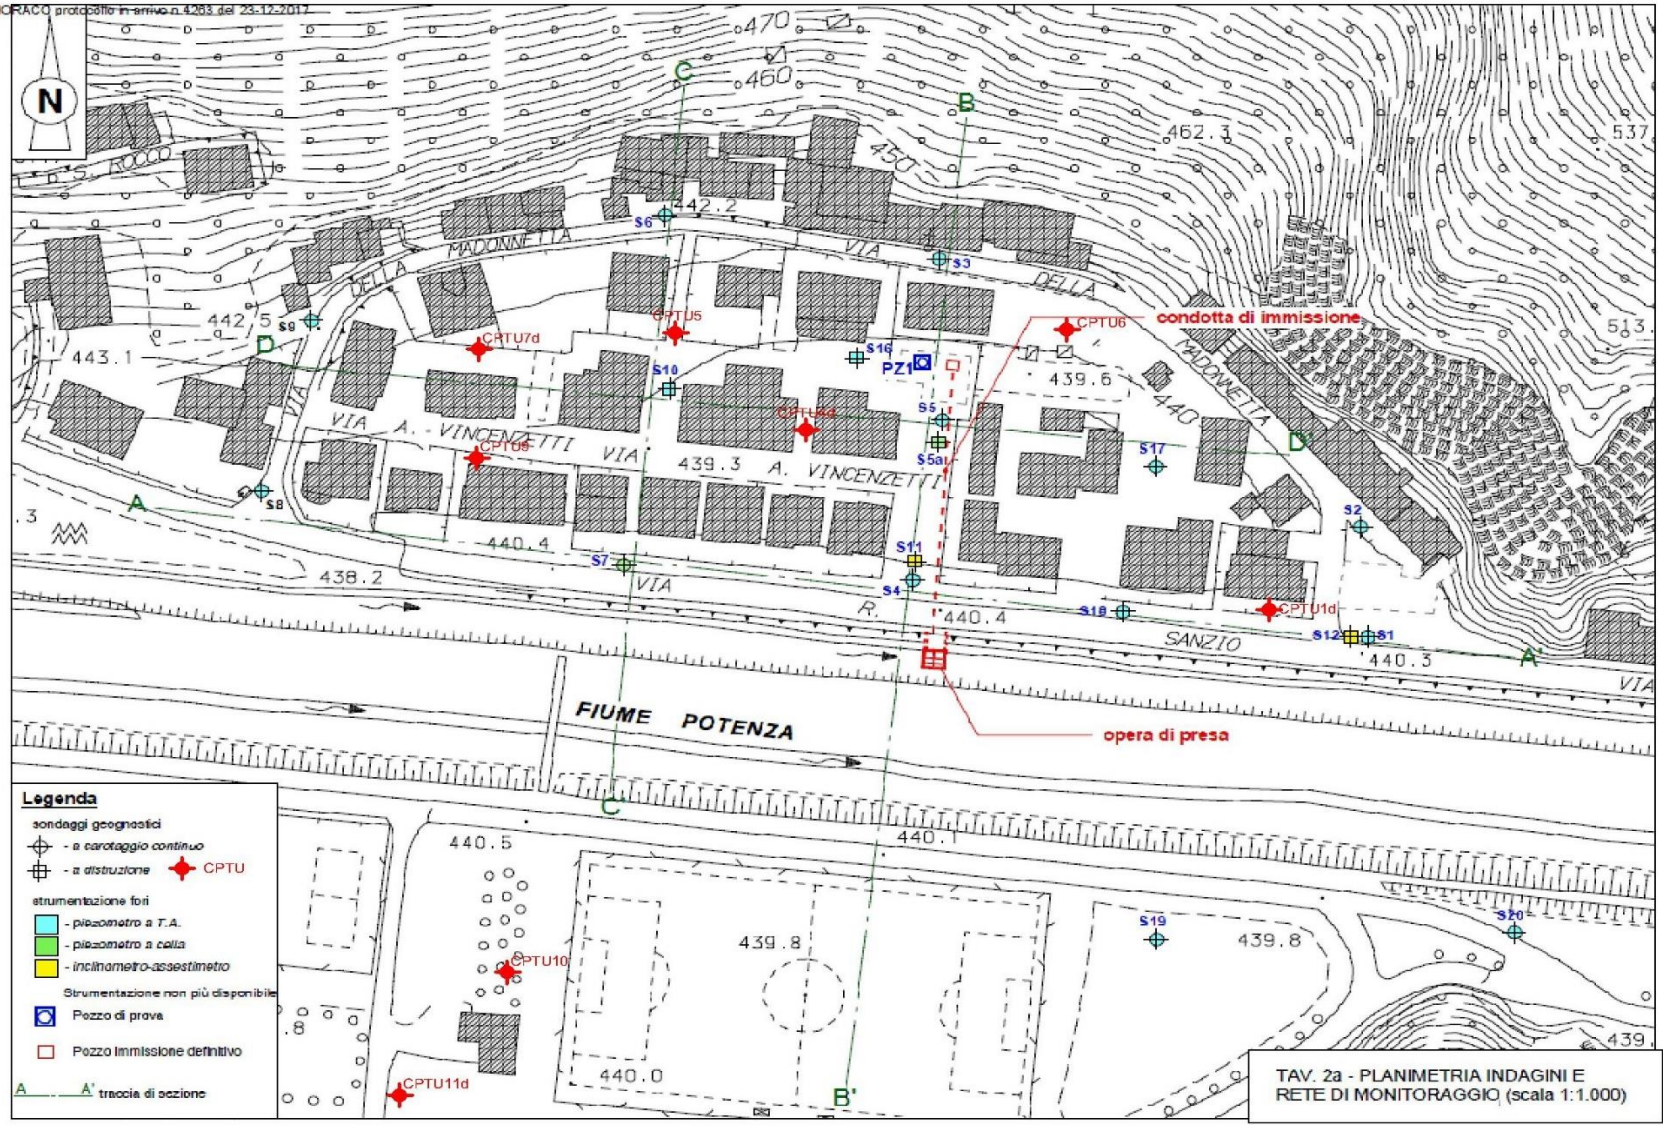 IORACO protocollo in arrivo n.4263 del 23-12-2017
N
470
C
460
B
462.3
537
450
D S. ROCCO
442.2
S6
MADONNETTA
VIA
S3
DELLA
DELLA
442.5
S9
CPTU5
CPTU6
condotta di immissione
513.
D
443.1
CPTU7d
S16
PZ1
MADONNETTA
S10
439.6
VIA
440
S5
VIA A. VINCENZETTI
D'
CPTU9
VIA
439.3
A. VINCENZETTI
S5a
S17
A
S8
.3
S2
440.4
S7
S11
438.2
VIA
S4
R.
440.4
S18
CPTU1d
SANZIO
S12
S1
440.3
A'
VIA
FIUME POTENZA
opera di presa
C'
440.1
440.5
Legenda
sondaggi geognostici
- a carotaggio continuo
- a distruzione
CPTU
strumentazione fori
- piezometro a T.A.
- piezometro a cella
- inclinometro-assestimetro
Strumentazione non più disponibile
Pozzo di prova
Pozzo immissione definitivo
A A' traccia di sezione
S19
S20
439.8
439.8
CPTU10
.8
439.
440.0
CPTU11d
B'
TAV. 2a - PLANIMETRIA INDAGINI E
RETE DI MONITORAGGIO (scala 1:1.000)